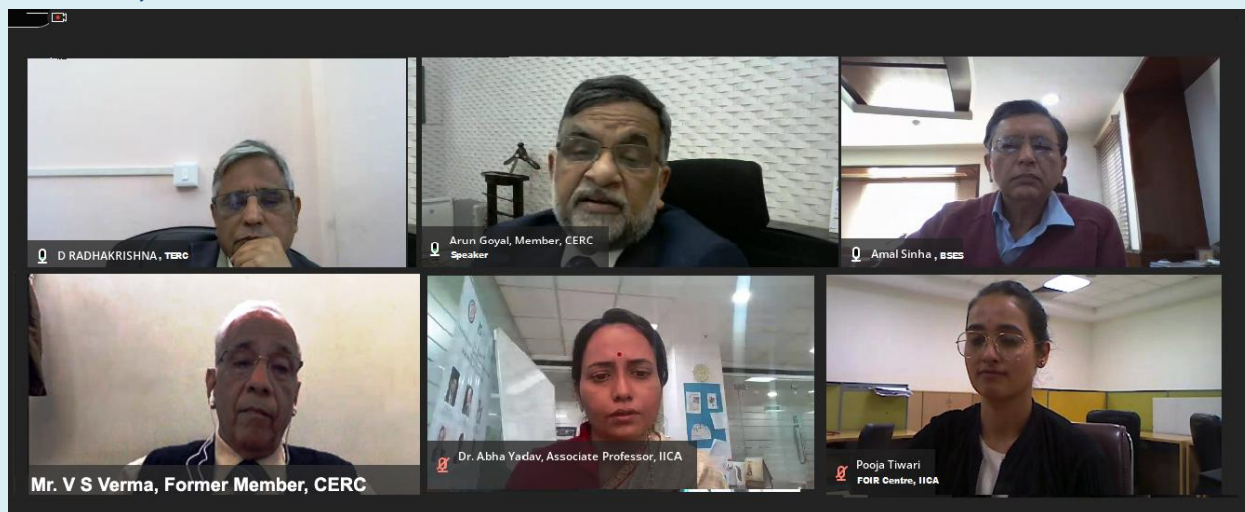 D RADHAKRISHNA , TERC
Arun Goyal, Member, CERC
Speaker
Amal Sinha , BSES
Mr. V S Verma, Former Member, CERC
Dr. Abha Yadav, Associate Professor, IICA
Pooja Tiwari
FOIR Centre, IICA